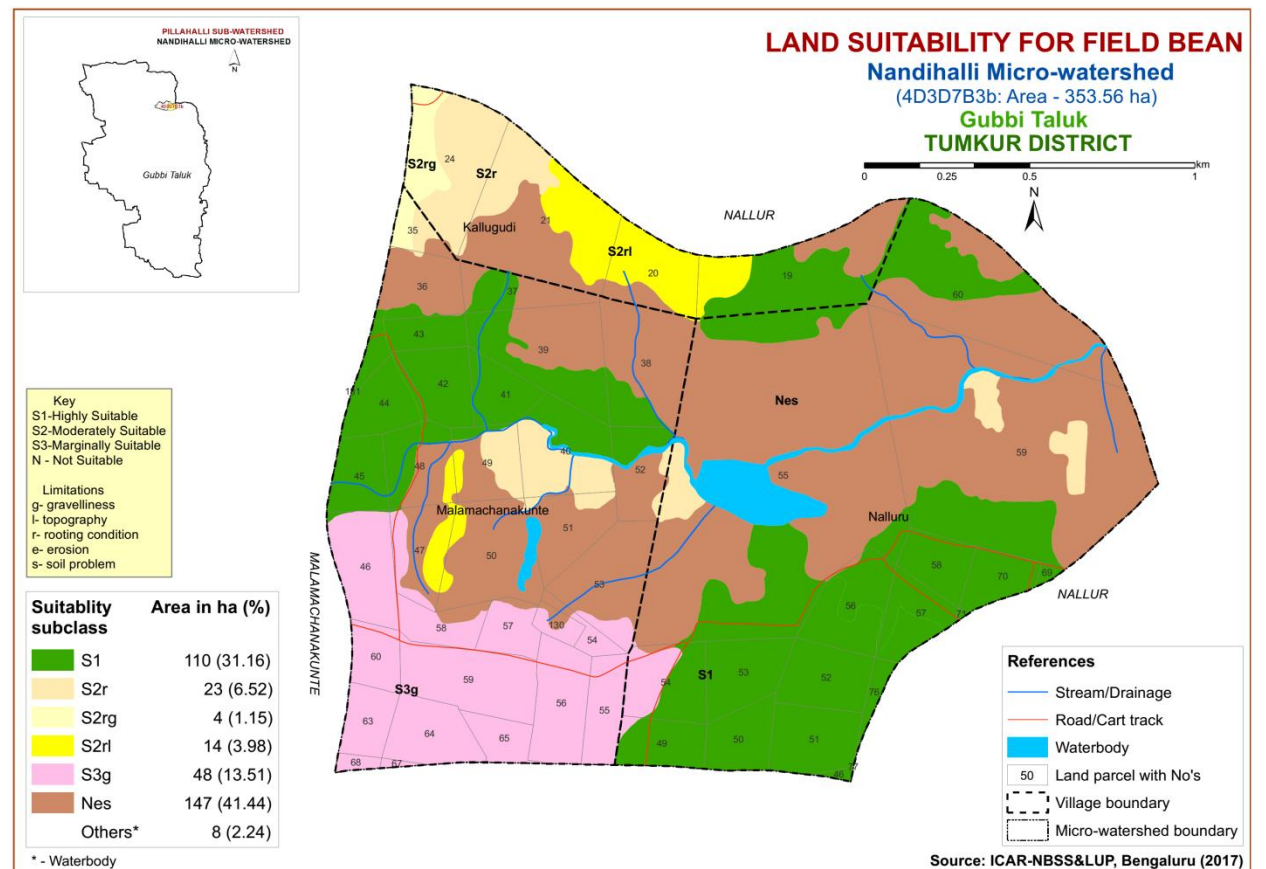 PILLAHALLI SUB-WATERSHED
NANDIHALLI MICRO-WATERSHED
N
Gubbi Taluk
LAND SUITABILITY FOR FIELD BEAN
Nandihalli Micro-watershed
(4D3D7B3b: Area - 353.56 ha)
Gubbi Taluk
TUMKUR DISTRICT
km
0 0.25 0.5 1
N
S2rg
24
S2r
35
Kallugudi
21
S2rl
20
NALLUR
19
60
36
37
43
39
38
42
41
44
45
Nes
59
48
49
40
52
55
Malamachanakunte
51
Nalluru
47
50
46
53
58
70
69
NALLUR
56
57
71
58
57
130
54
MALAMACHANAKUNTE
60
59
S3g
56
55
54
S1
53
52
76
63
64
65
49
50
51
68
67
46
Key
S1-Highly Suitable
S2-Moderately Suitable
S3-Marginally Suitable
N - Not Suitable
Limitations
g- gravelliness
l- topography
r- rooting condition
e- erosion
s- soil problem
Suitablity Area in ha (%)
subclass
S1 110 (31.16)
S2r 23 (6.52)
S2rg 4 (1.15)
S2rl 14 (3.98)
S3g 48 (13.51)
Nes 147 (41.44)
Others* 8 (2.24)
* - Waterbody
References
Stream/Drainage
Road/Cart track
Waterbody
50 Land parcel with No's
Village boundary
Micro-watershed boundary
Source: ICAR-NBSS&LUP, Bengaluru (2017)